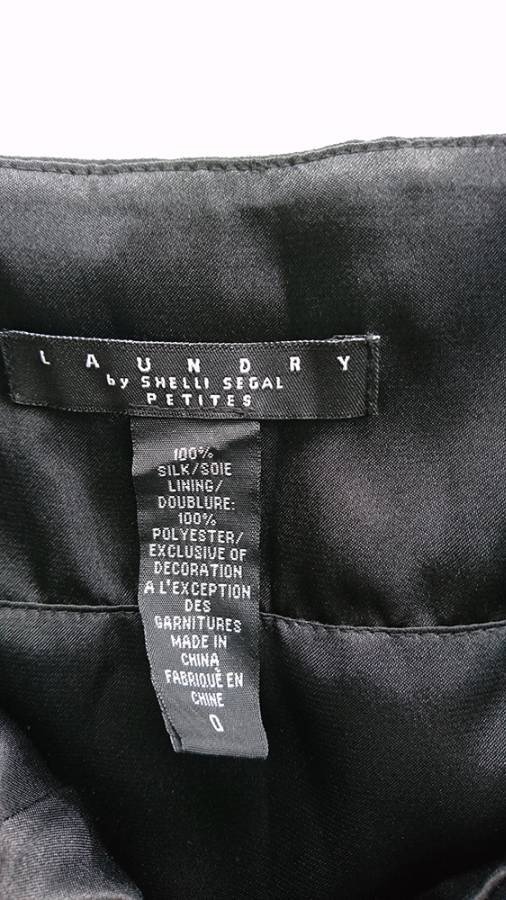 LAUNDRY
by SHELLI SEGAL
PETITES
100%
SILK/SOIE
LINING/
DOUBLURE:
100%
POLYESTER/
EXCLUSIVE OF
DECORATION
A L'EXCEPTION
DES
GARNITURES
MADE IN
CHINA
FABRIQUÈ EN
CHINE
0